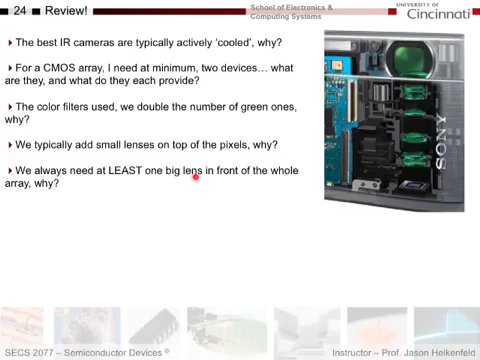 24 Review!
School of Electronics &
Computing Systems
UNIVERSITY OF
Cincinnati
The best IR cameras are typically actively ‘cooled’, why?
For a CMOS array, I need at minimum, two devices… what
are they, and what do they each provide?
The color filters used, we double the number of green ones,
why?
We typically add small lenses on top of the pixels, why?
We always need at LEAST one big lens in front of the whole
array, why?
SONY
SECS 2077 – Semiconductor Devices ©
Instructor – Prof. Jason Heikenfeld